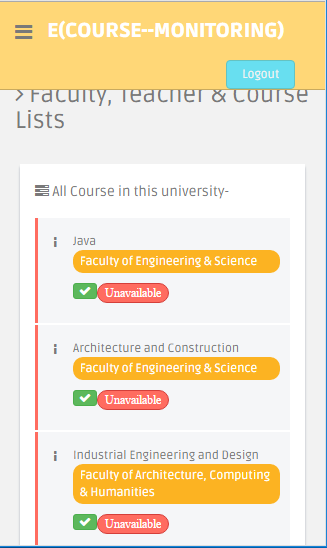 E(COURSE--MONITORING)
Logout
> Faculty, Teacher & Course
Lists
All Course in this university-
Java
Faculty of Engineering & Science
Unavailable
Architecture and Construction
Faculty of Engineering & Science
Unavailable
Industrial Engineering and Design
Faculty of Architecture, Computing
& Humanities
Unavailable